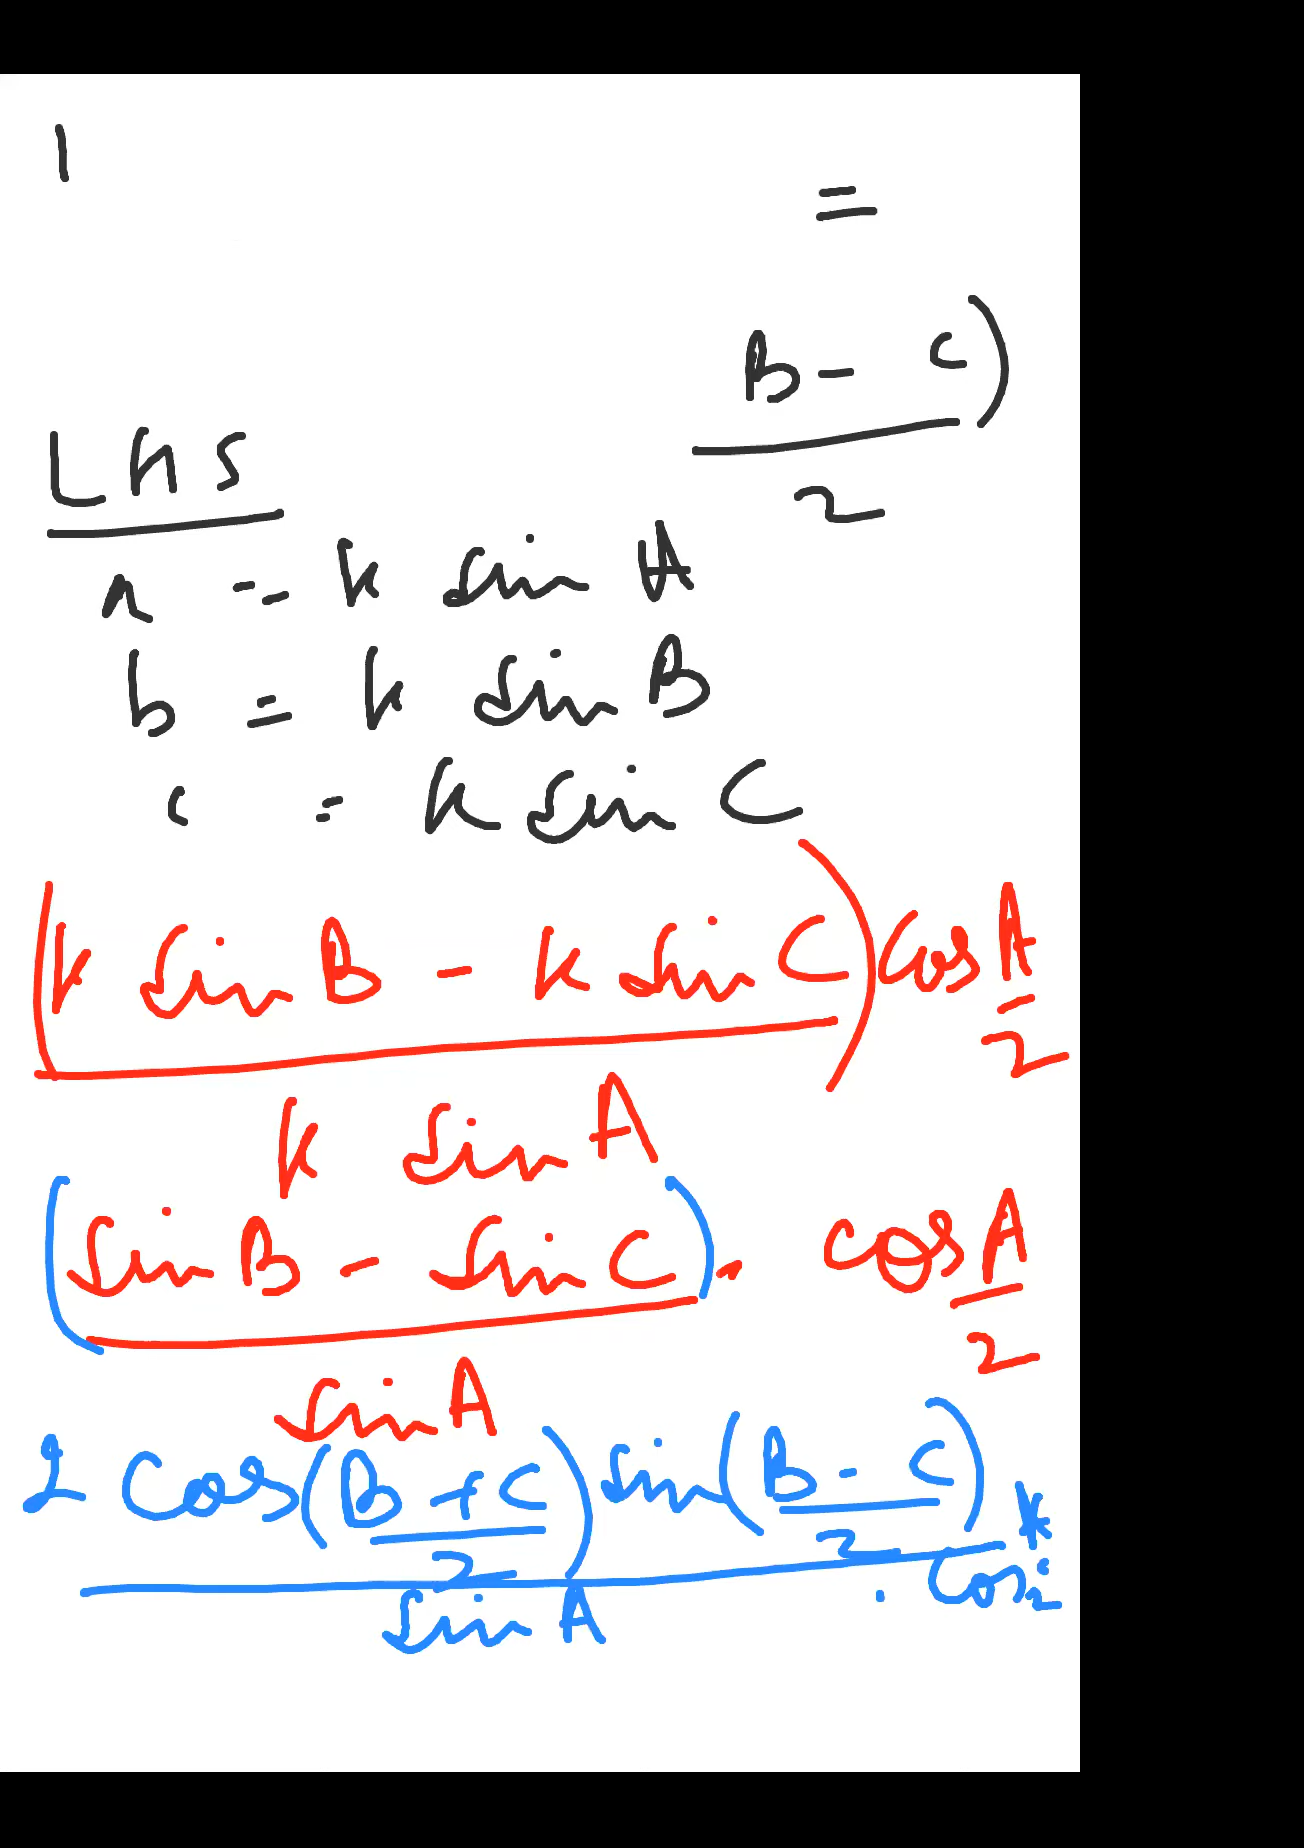 1
=
B - C)
2
LHS
a = k sin A
b = k sin B
c = k sin C
(k sin B - k sin C) cos A
2
k sin A
(sin B - sin C) . cos A
2
sin A
2 cos (B + C) sin (B - C) *
2 2
sin A . cos